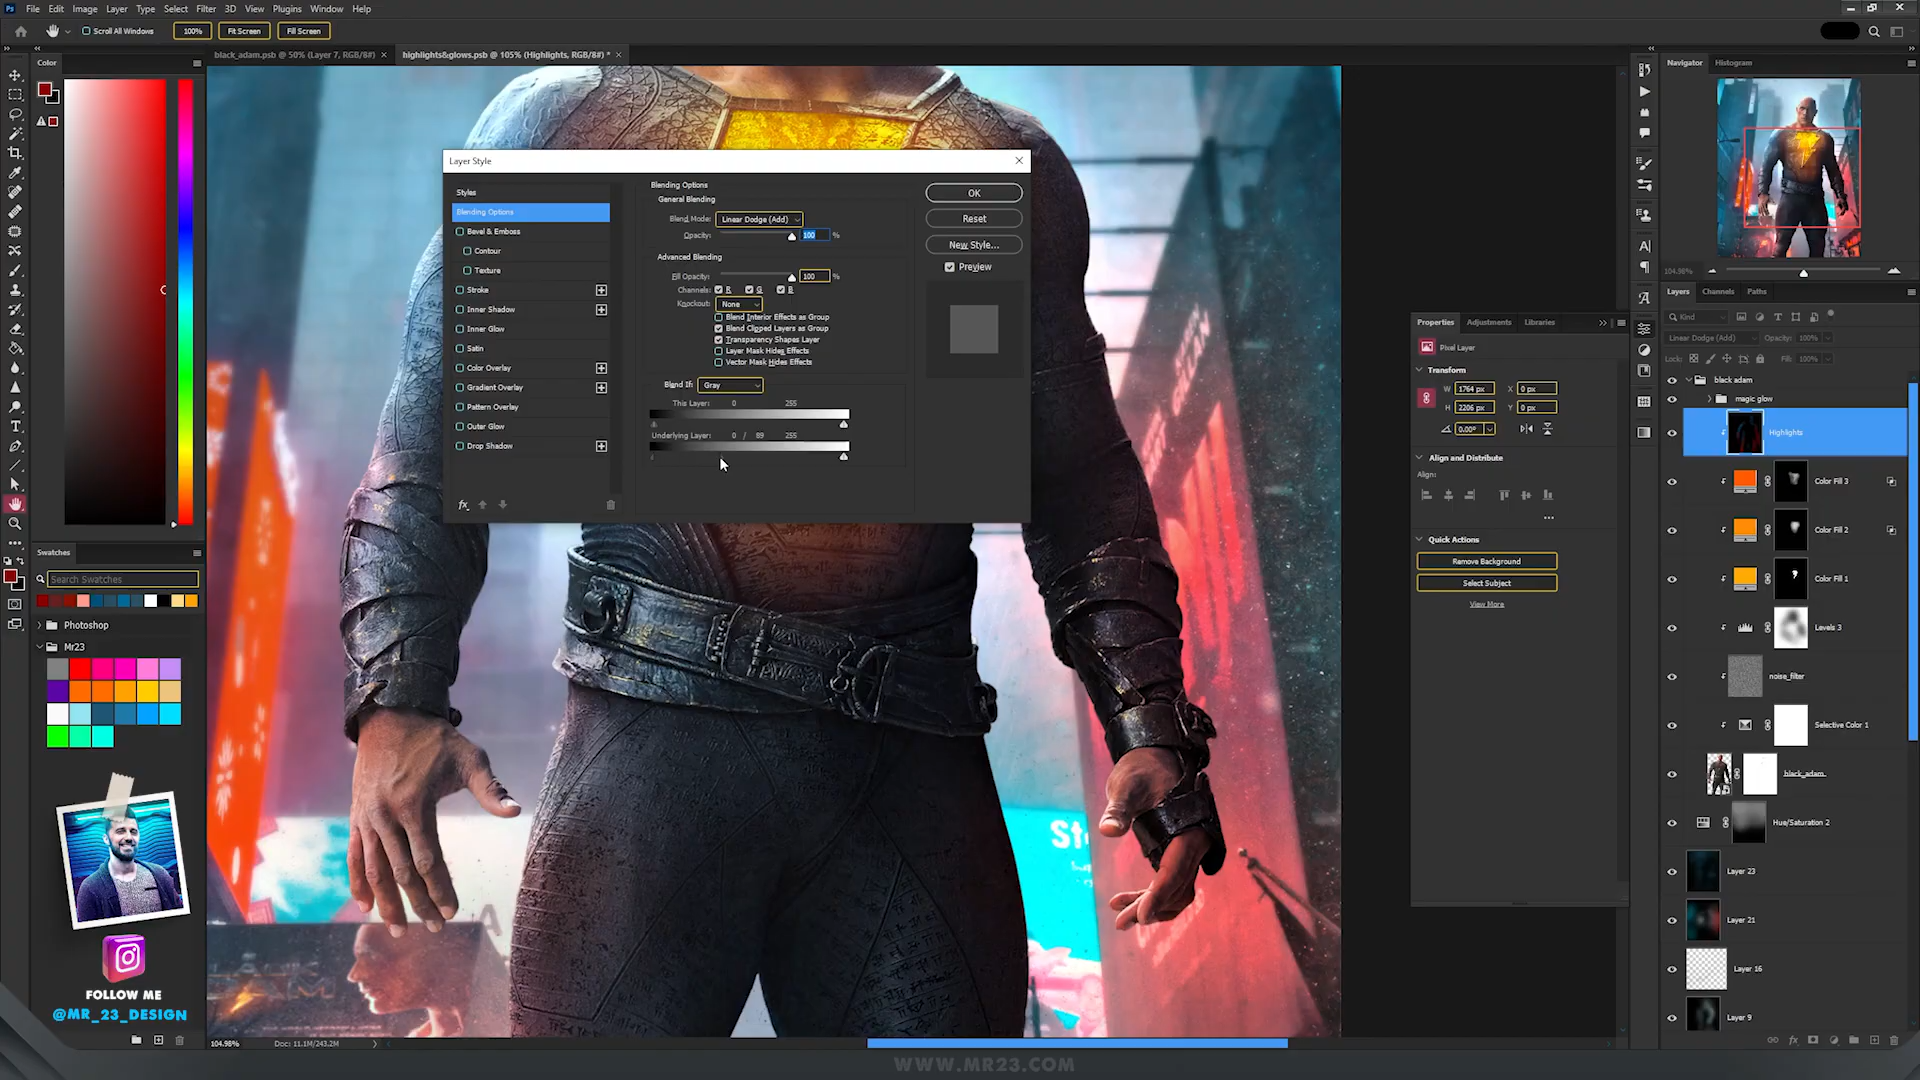 File Edit Image Layer Type Select Filter 3D View Plugins Window Help
Scroll All Windows 100% Fit Screen Fill Screen
Color
black_adam.psb @ 50% (Layer 7, RGB/8#) × highlights&glows.psb @ 105% (Highlights, RGB/8#) * ×
Navigator Histogram
104.98%
Layer Style
Styles
Blending Options
Bevel & Emboss
Contour
Texture
Stroke
Inner Shadow
Inner Glow
Satin
Color Overlay
Gradient Overlay
Pattern Overlay
Outer Glow
Drop Shadow
fx
Blending Options
General Blending
Blend Mode: Linear Dodge (Add)
Opacity: 100 %
Advanced Blending
Fill Opacity: 100 %
Channels: R G B
Knockout: None
Blend Interior Effects as Group
Blend Clipped Layers as Group
Transparency Shapes Layer
Layer Mask Hides Effects
Vector Mask Hides Effects
Blend If: Gray
This Layer: 0 255
Underlying Layer: 0 / 89 255
OK
Reset
New Style...
Preview
Properties Adjustments Libraries
Pixel Layer
Transform
W 1764 px X 0 px
H 2206 px Y 0 px
0.00°
Align and Distribute
Align:
Quick Actions
Remove Background
Select Subject
View More
Layers Channels Paths
Kind
Linear Dodge (Add) Opacity: 100%
Lock: Fill: 100%
black adam
magic glow
Highlights
Color Fill 3
Color Fill 2
Color Fill 1
Levels 3
noise_filter
Selective Color 1
black_adam
Hue/Saturation 2
Layer 23
Layer 21
Layer 16
Layer 9
Swatches
Search Swatches
Photoshop
Mr23
FOLLOW ME
@MR_23_DESIGN
St
104.98% Doc: 11.1M/243.2M
WWW.MR23.COM